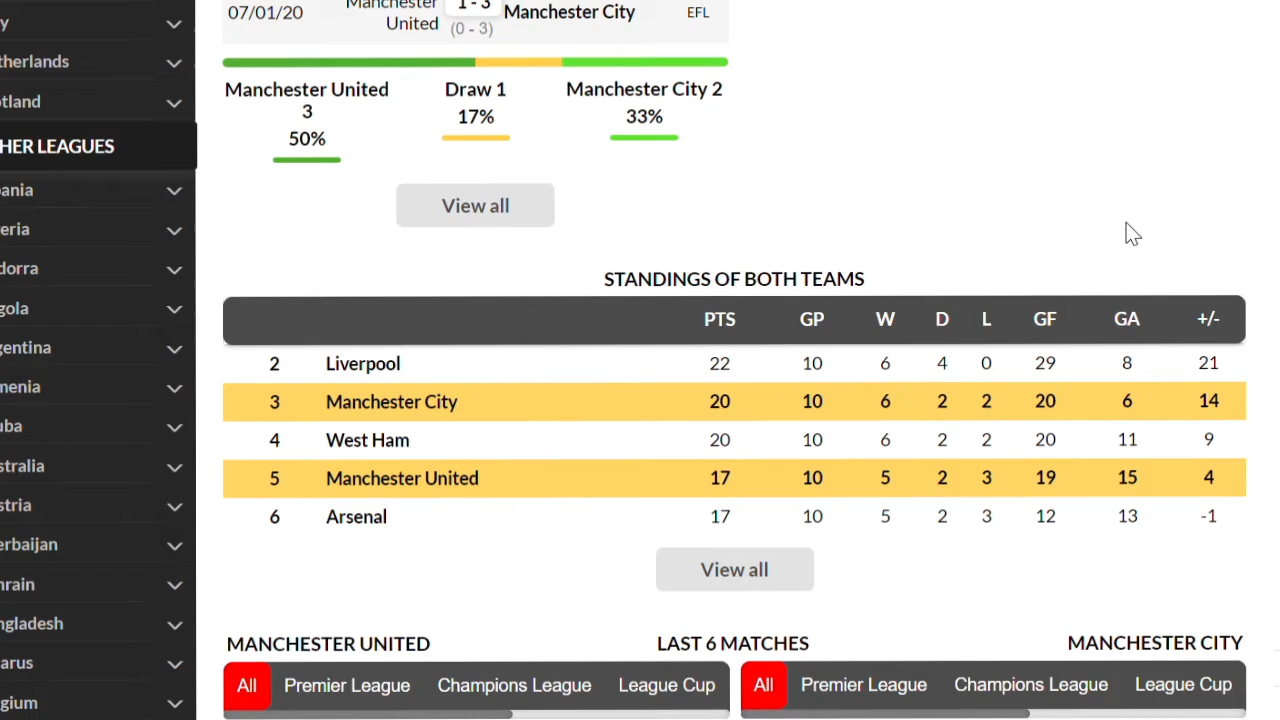 07/01/20 Manchester United 1 - 3 (0 - 3) Manchester City EFL
Manchester United 3 50%
Draw 1 17%
Manchester City 2 33%
View all
STANDINGS OF BOTH TEAMS
PTS GP W D L GF GA +/-
2 Liverpool 22 10 6 4 0 29 8 21
3 Manchester City 20 10 6 2 2 20 6 14
4 West Ham 20 10 6 2 2 20 11 9
5 Manchester United 17 10 5 2 3 19 15 4
6 Arsenal 17 10 5 2 3 12 13 -1
View all
MANCHESTER UNITED LAST 6 MATCHES MANCHESTER CITY
All Premier League Champions League League Cup All Premier League Champions League League Cup
y
therlands
otland
HER LEAGUES
bania
eria
dorra
gola
gentina
menia
uba
stralia
stria
erbaijan
hrain
ngladesh
arus
gium